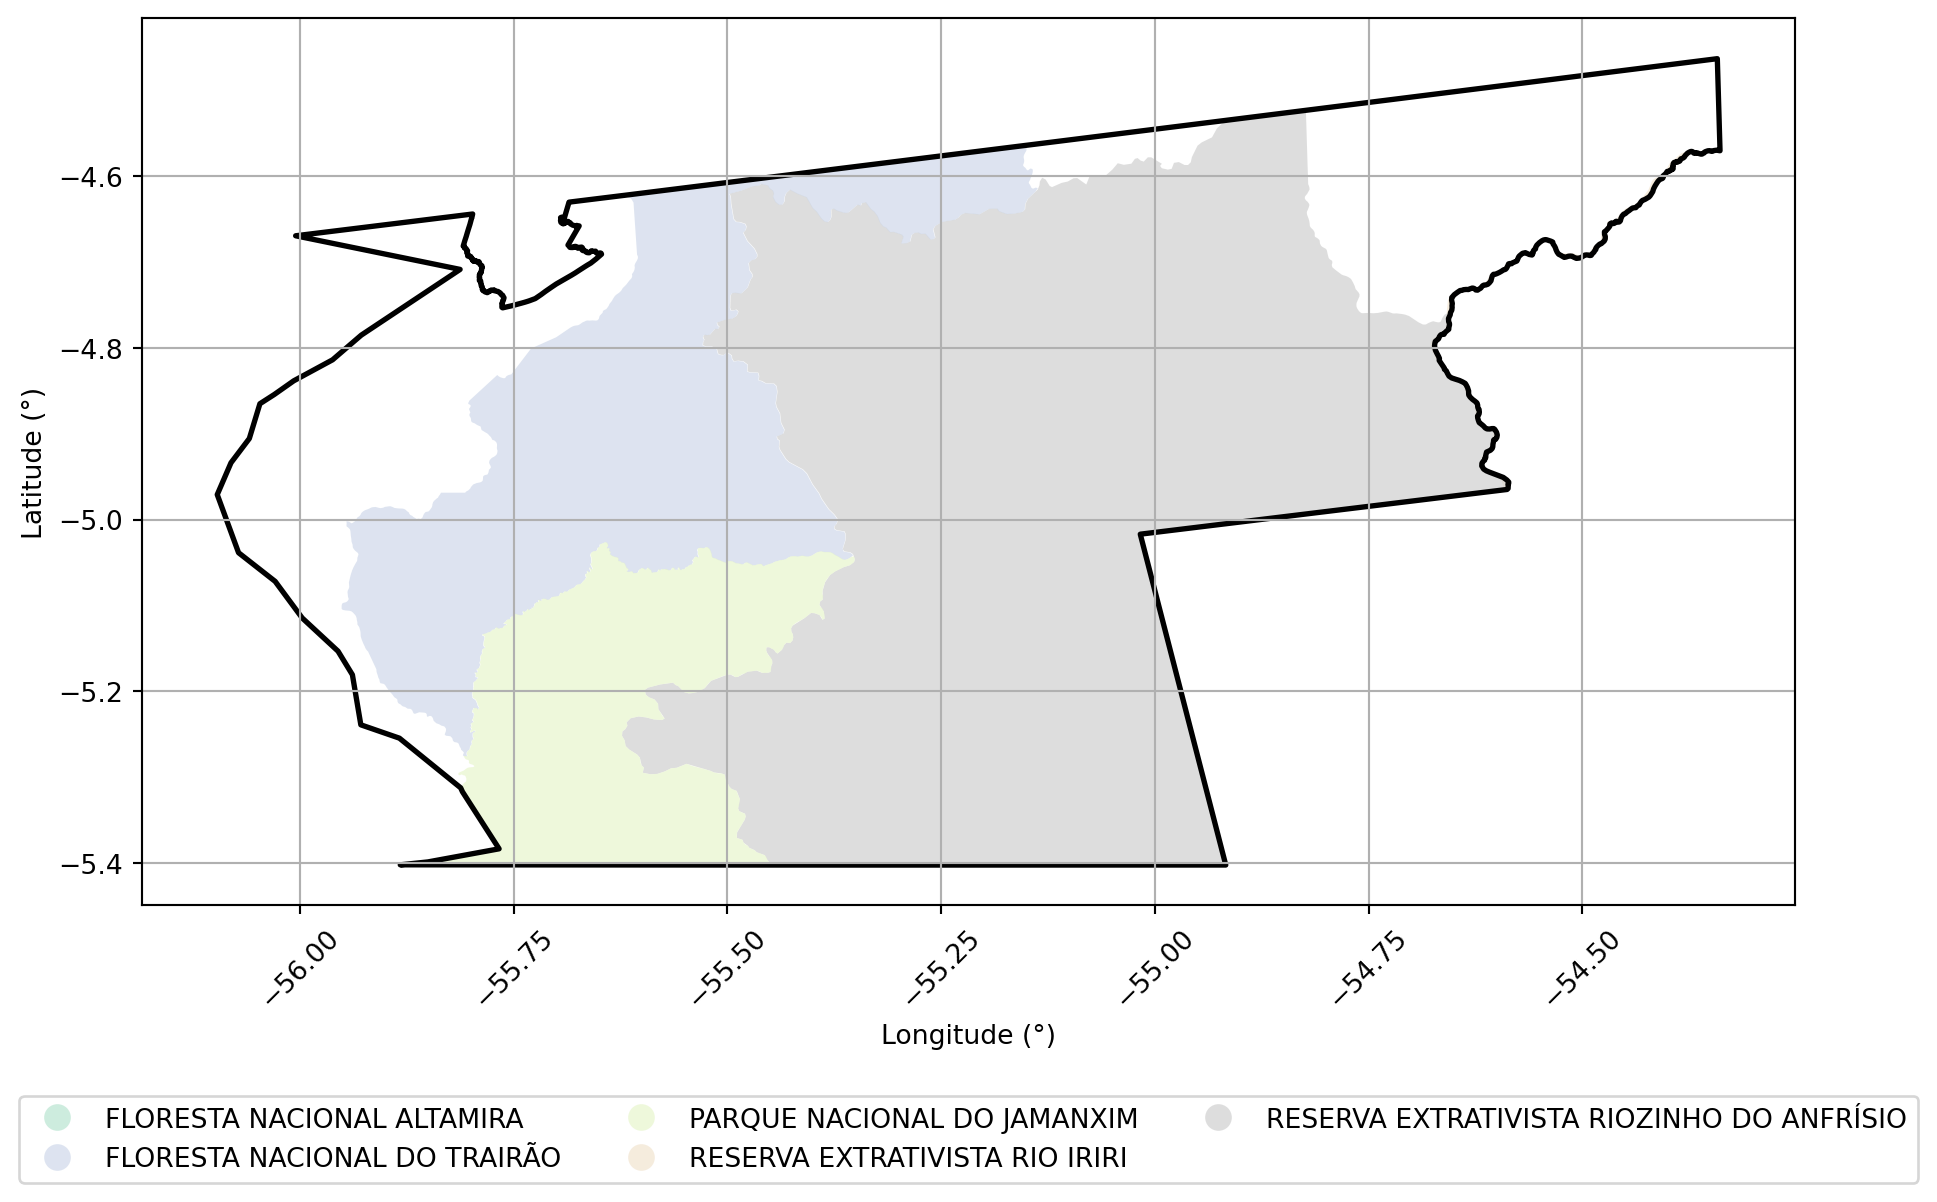 −4.6
−4.8
−5.0
−5.2
−5.4
Latitude (°)
−56.00
−55.75
−55.50
−55.25
−55.00
−54.75
−54.50
Longitude (°)
FLORESTA NACIONAL ALTAMIRA
FLORESTA NACIONAL DO TRAIRÃO
PARQUE NACIONAL DO JAMANXIM
RESERVA EXTRATIVISTA RIO IRIRI
RESERVA EXTRATIVISTA RIOZINHO DO ANFRÍSIO